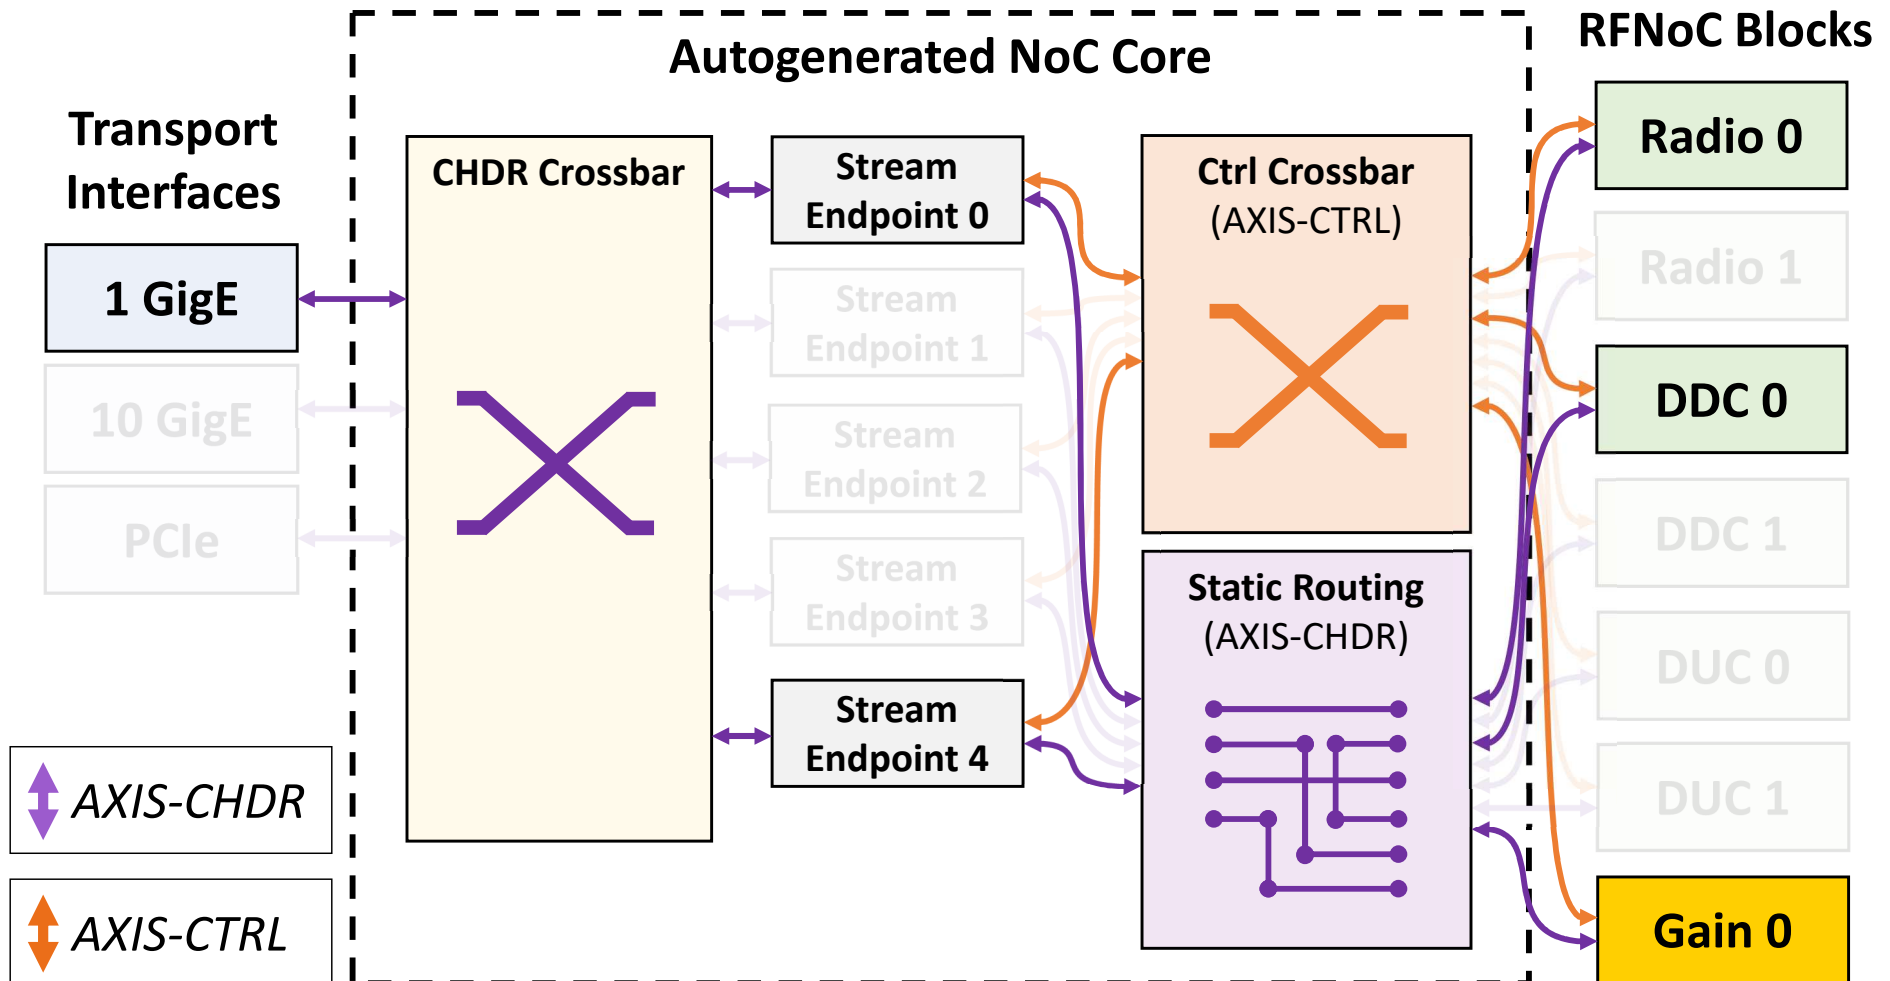 Autogenerated NoC Core
RFNoC Blocks
Transport
Interfaces
1 GigE
10 GigE
PCIe
CHDR Crossbar
Stream
Endpoint 0
Stream
Endpoint 1
Stream
Endpoint 2
Stream
Endpoint 3
Stream
Endpoint 4
Ctrl Crossbar
(AXIS-CTRL)
Static Routing
(AXIS-CHDR)
Radio 0
Radio 1
DDC 0
DDC 1
DUC 0
DUC 1
Gain 0
AXIS-CHDR
AXIS-CTRL